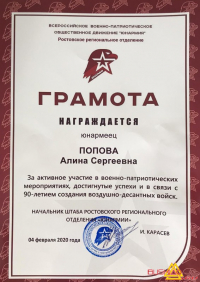 ВСЕРОССИЙСКОЕ ВОЕННО-ПАТРИОТИЧЕСКОЕ
ОБЩЕСТВЕННОЕ ДВИЖЕНИЕ "ЮНАРМИЯ"
Ростовское региональное отделение
ГРАМОТА
НАГРАЖДАЕТСЯ
юнармеец
ПОПОВА
Алина Сергеевна
За активное участие в военно-патриотических
мероприятиях, достигнутые успехи и в связи с
90-летием создания воздушно-десантных войск.
НАЧАЛЬНИК ШТАБА РОСТОВСКОГО РЕГИОНАЛЬНОГО
ОТДЕЛЕНИЯ «ЮНАРМИИ»
И. КАРАСЕВ
04 февраля 2020 года